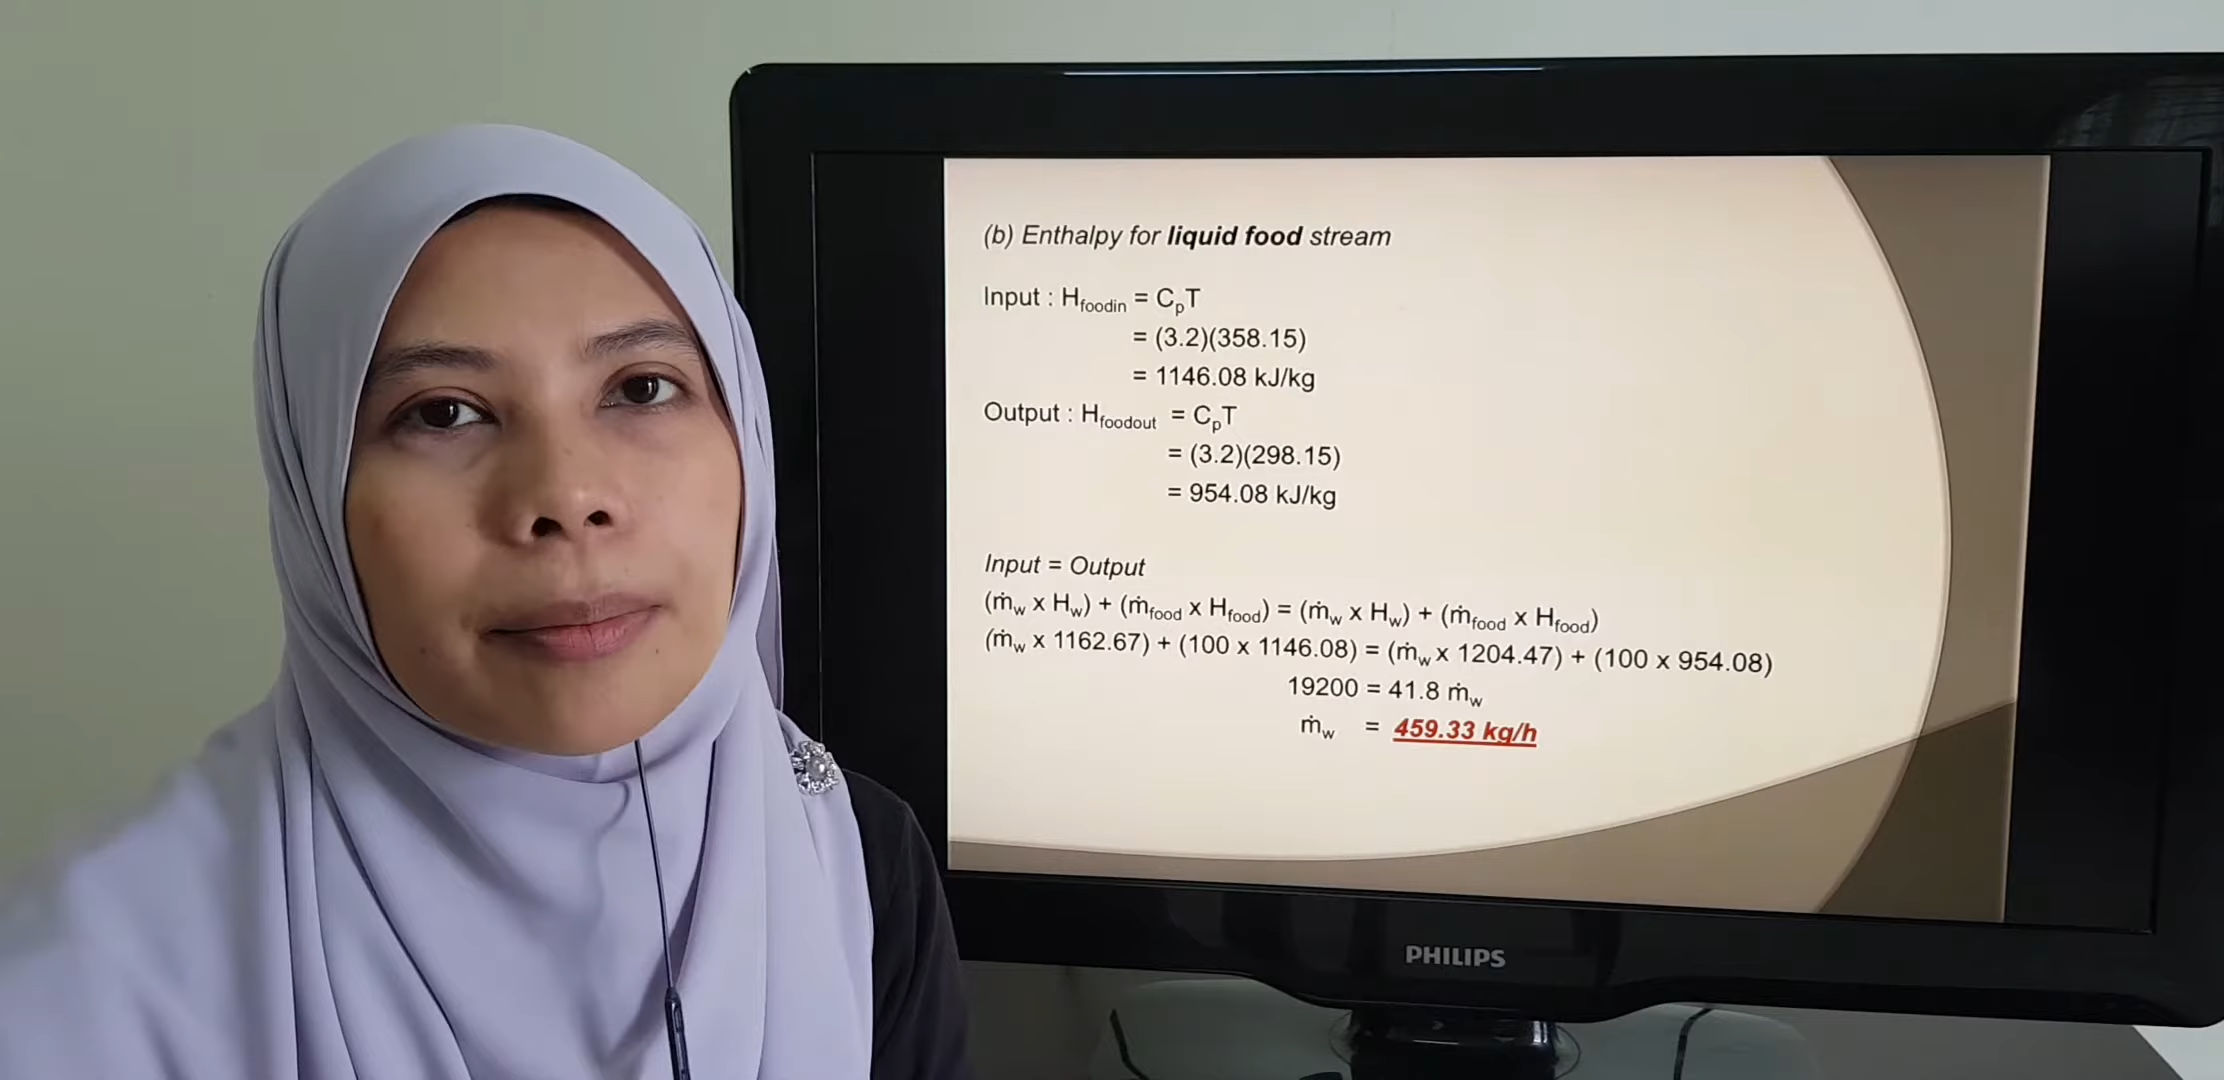 (b) Enthalpy for liquid food stream
Input : Hfoodin = CpT
= (3.2)(358.15)
= 1146.08 kJ/kg
Output : Hfoodout = CpT
= (3.2)(298.15)
= 954.08 kJ/kg
Input = Output
(ṁw x Hw) + (ṁfood x Hfood) = (ṁw x Hw) + (ṁfood x Hfood)
(ṁw x 1162.67) + (100 x 1146.08) = (ṁw x 1204.47) + (100 x 954.08)
19200 = 41.8 ṁw
ṁw = 459.33 kg/h
PHILIPS